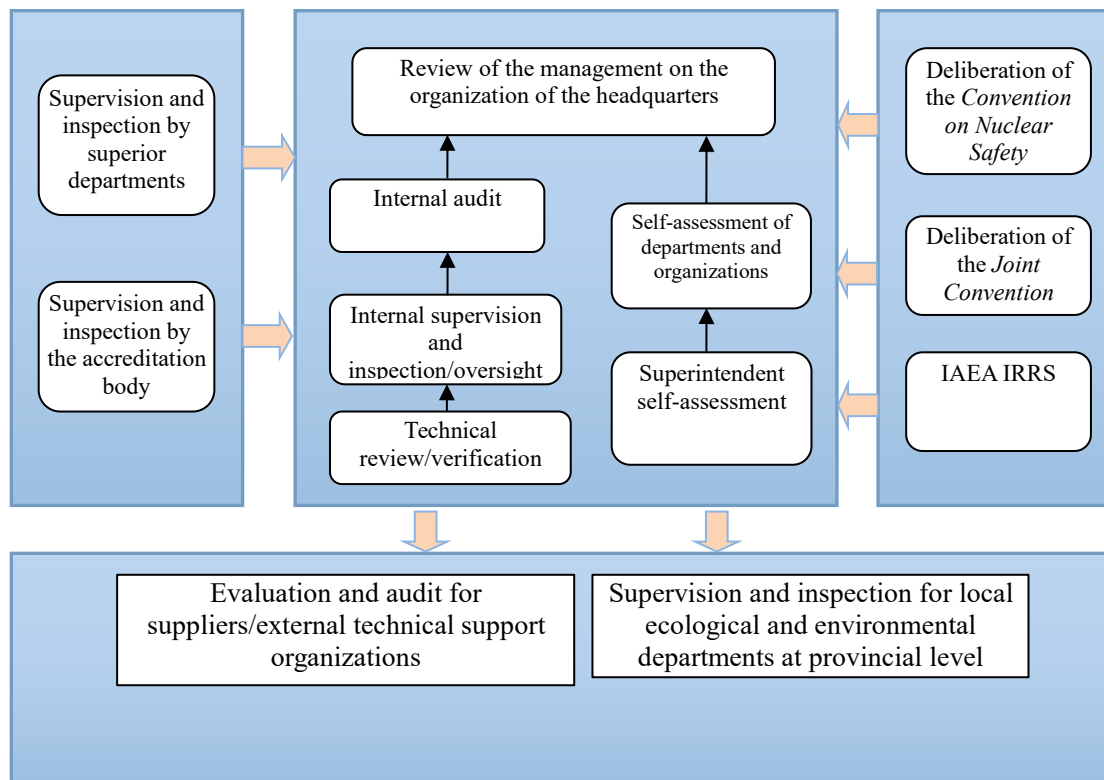 Supervision and
inspection by
superior
departments
Supervision and
inspection by
the accreditation
body
Review of the management on the
organization of the headquarters
Internal audit
Internal supervision
and
inspection/oversight
Technical
review/verification
Self-assessment of
departments and
organizations
Superintendent
self-assessment
Deliberation of
the Convention
on Nuclear
Safety
Deliberation of
the Joint
Convention
IAEA IRRS
Evaluation and audit for
suppliers/external technical support
organizations
Supervision and inspection for local
ecological and environmental
departments at provincial level